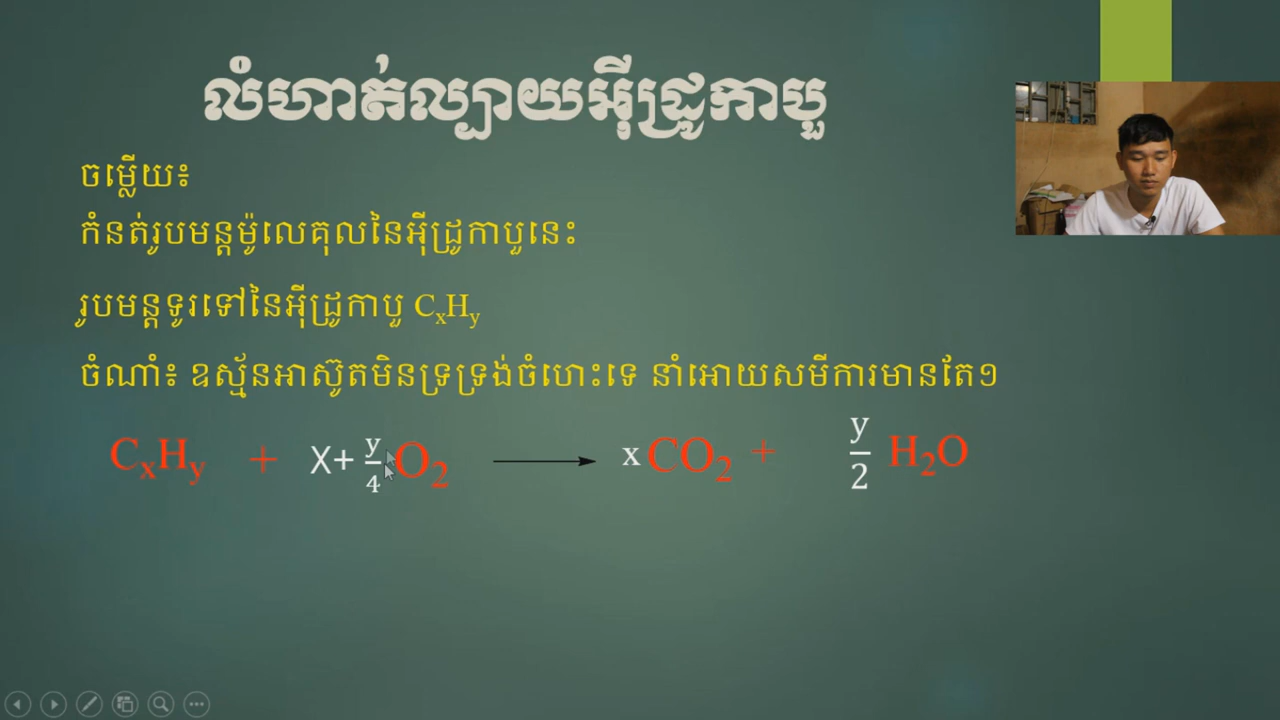 លំហាត់ល្បាយអ៊ីដ្រូកាបួ
ចម្លើយ៖
កំនត់រូបមន្តម៉ូលេគុលនៃអ៊ីដ្រូកាបួនេះ
រូបមន្តទូរទៅនៃអ៊ីដ្រូកាបួ CxHy
ចំណាំ៖ ឧស្ម័នអាស៊ូតមិនទ្រទ្រង់ចំហេះទេ នាំអោយសមីការមានតែ១
CxHy + X+ y/4 O2 ⟶ x CO2 + y/2 H2O